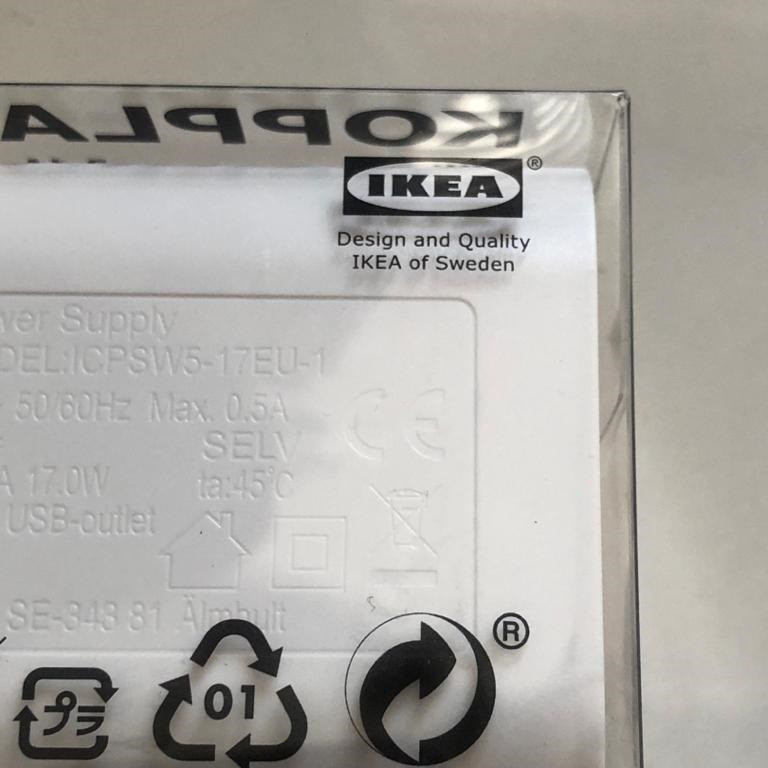 KOPPLA
IKEA®
Design and Quality
IKEA of Sweden
wer Supply
DEL:ICPSW5-17EU-1
50/60Hz Max. 0.5A
SELV
A 17.0W ta:45°C
USB-outlet
SE-343 81 Älmhult
®
プラ
01